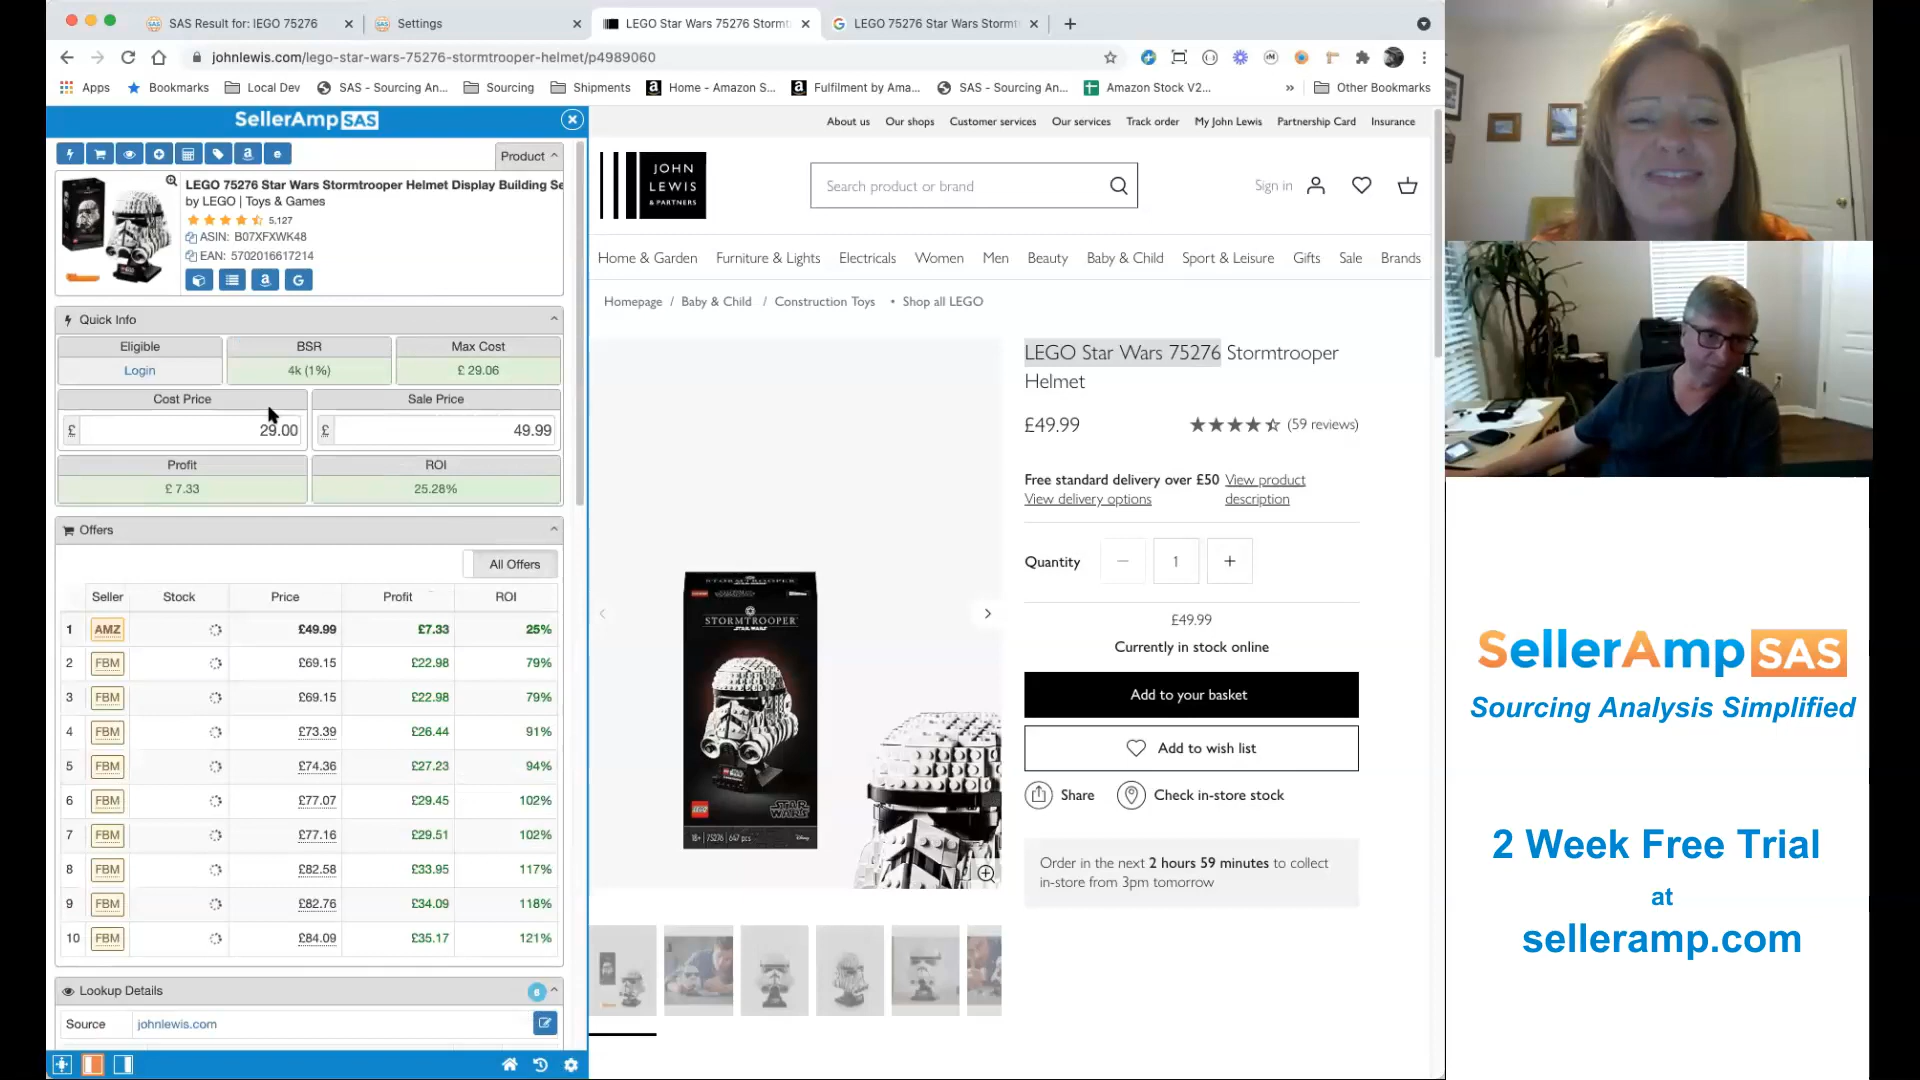 SAS Result for: lEGO 75276
Settings
LEGO Star Wars 75276 Stormt
LEGO 75276 Star Wars Stormt
johnlewis.com/lego-star-wars-75276-stormtrooper-helmet/p4989060
Apps
Bookmarks
Local Dev
SAS - Sourcing An...
Sourcing
Shipments
Home - Amazon S...
Fulfilment by Ama...
SAS - Sourcing An...
Amazon Stock V2...
»
Other Bookmarks
SellerAmp SAS
Product
LEGO 75276 Star Wars Stormtrooper Helmet Display Building Se
by LEGO | Toys & Games
5,127
ASIN: B07XFXWK48
EAN: 5702016617214
Quick Info
Eligible BSR Max Cost
Login 4k (1%) £ 29.06
Cost Price Sale Price
£ 29.00 £ 49.99
Profit ROI
£ 7.33 25.28%
Offers
All Offers
Seller Stock Price Profit ROI
1 AMZ £49.99 £7.33 25%
2 FBM £69.15 £22.98 79%
3 FBM £69.15 £22.98 79%
4 FBM £73.39 £26.44 91%
5 FBM £74.36 £27.23 94%
6 FBM £77.07 £29.45 102%
7 FBM £77.16 £29.51 102%
8 FBM £82.58 £33.95 117%
9 FBM £82.76 £34.09 118%
10 FBM £84.09 £35.17 121%
Lookup Details
6
Source johnlewis.com
About us Our shops Customer services Our services Track order My John Lewis Partnership Card Insurance
JOHN
LEWIS
& PARTNERS
Search product or brand
Sign in
Home & Garden Furniture & Lights Electricals Women Men Beauty Baby & Child Sport & Leisure Gifts Sale Brands
Homepage / Baby & Child / Construction Toys • Shop all LEGO
LEGO Star Wars 75276 Stormtrooper
Helmet
£49.99
(59 reviews)
Free standard delivery over £50 View product
View delivery options description
Quantity
1
£49.99
Currently in stock online
Add to your basket
Add to wish list
Share
Check in-store stock
Order in the next 2 hours 59 minutes to collect
in-store from 3pm tomorrow
STORMTROOPER
STORMTROOPER
STAR WARS
LEGO
18+ 75276 647 pcs
STAR WARS
Disney
SellerAmp SAS
Sourcing Analysis Simplified
2 Week Free Trial
at
selleramp.com